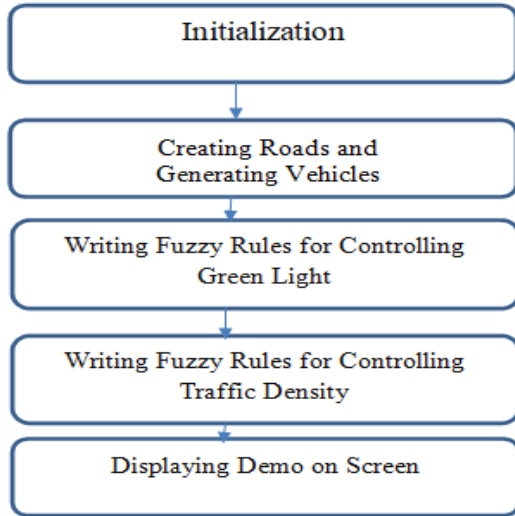 Initialization
Creating Roads and
Generating Vehicles
Writing Fuzzy Rules for Controlling
Green Light
Writing Fuzzy Rules for Controlling
Traffic Density
Displaying Demo on Screen